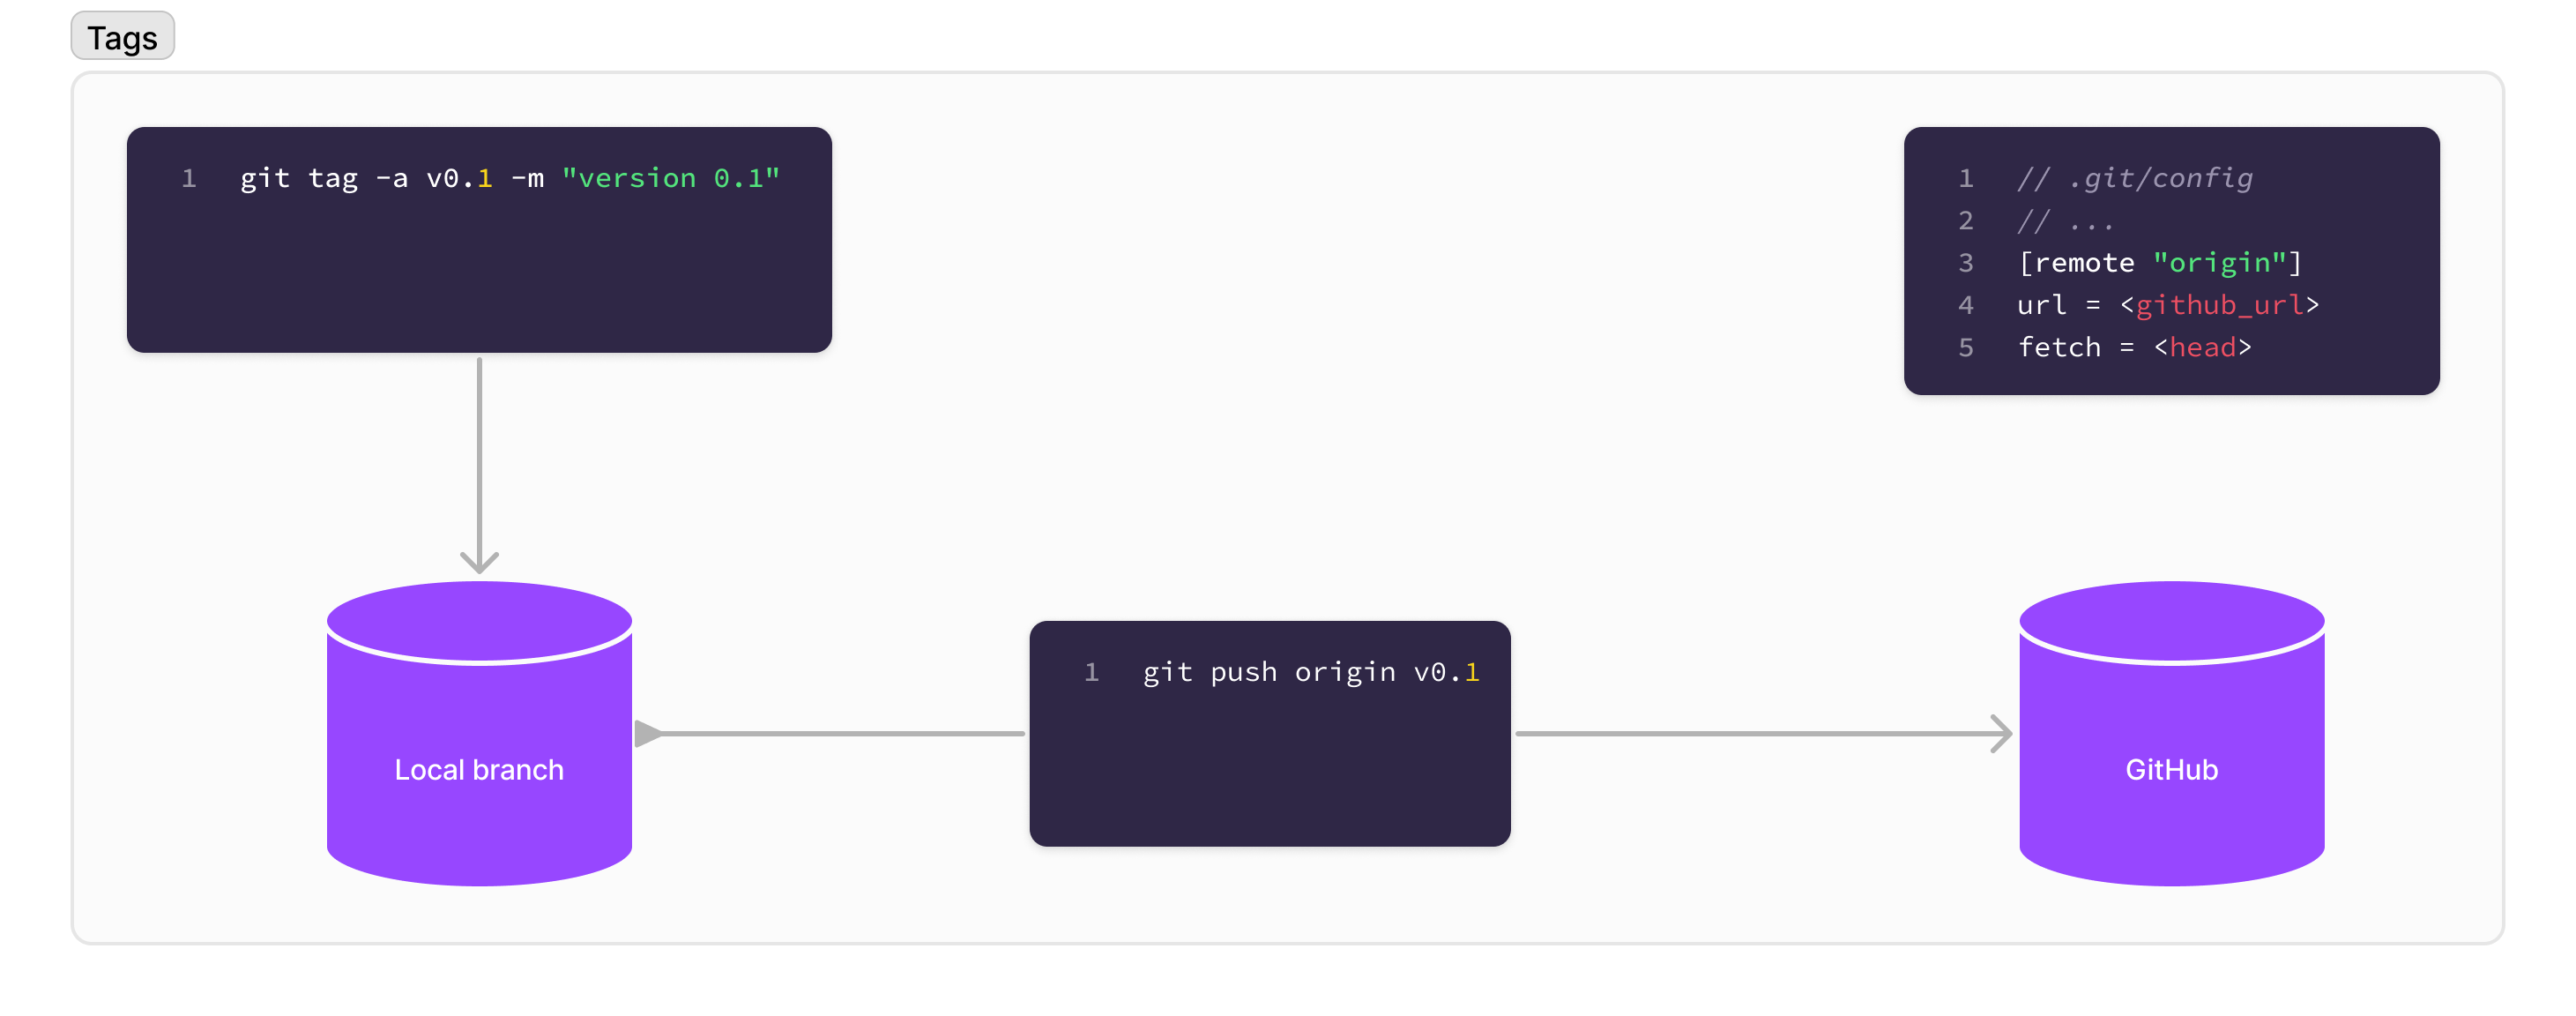 Tags
1 git tag -a v0.1 -m "version 0.1"
1 // .git/config
2 // ...
3 [remote "origin"]
4 url = <github_url>
5 fetch = <head>
1 git push origin v0.1
Local branch
GitHub